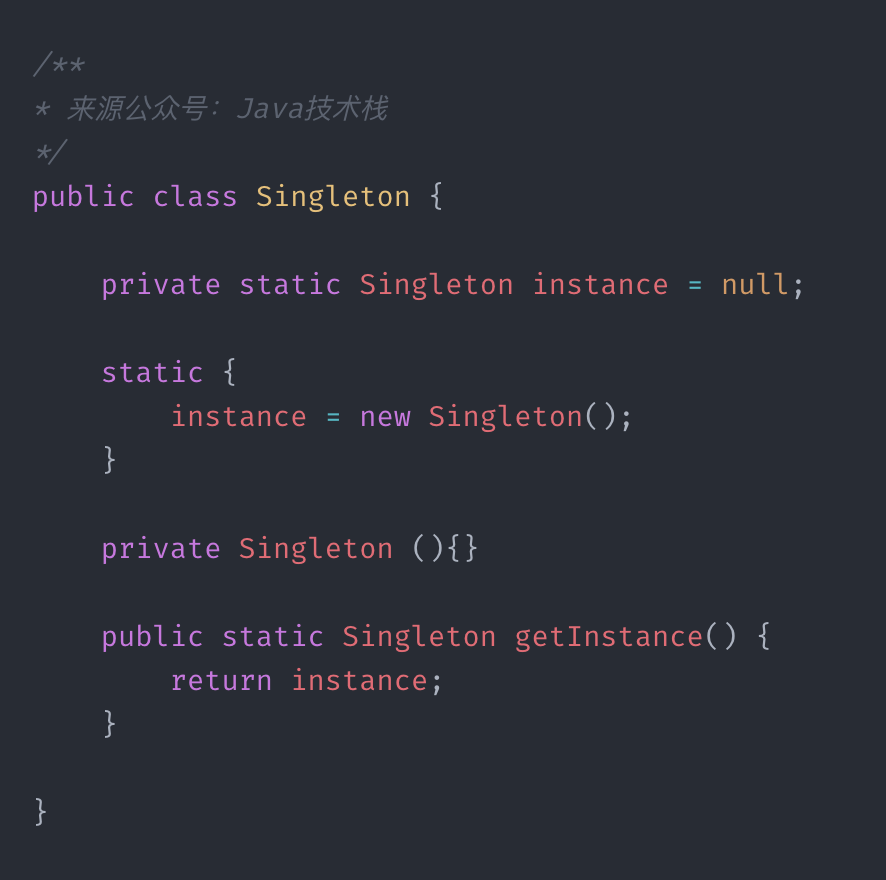 /**
* 来源公众号：Java技术栈
*/
public class Singleton {
private static Singleton instance = null;
static {
instance = new Singleton();
}
private Singleton (){}
public static Singleton getInstance() {
return instance;
}
}